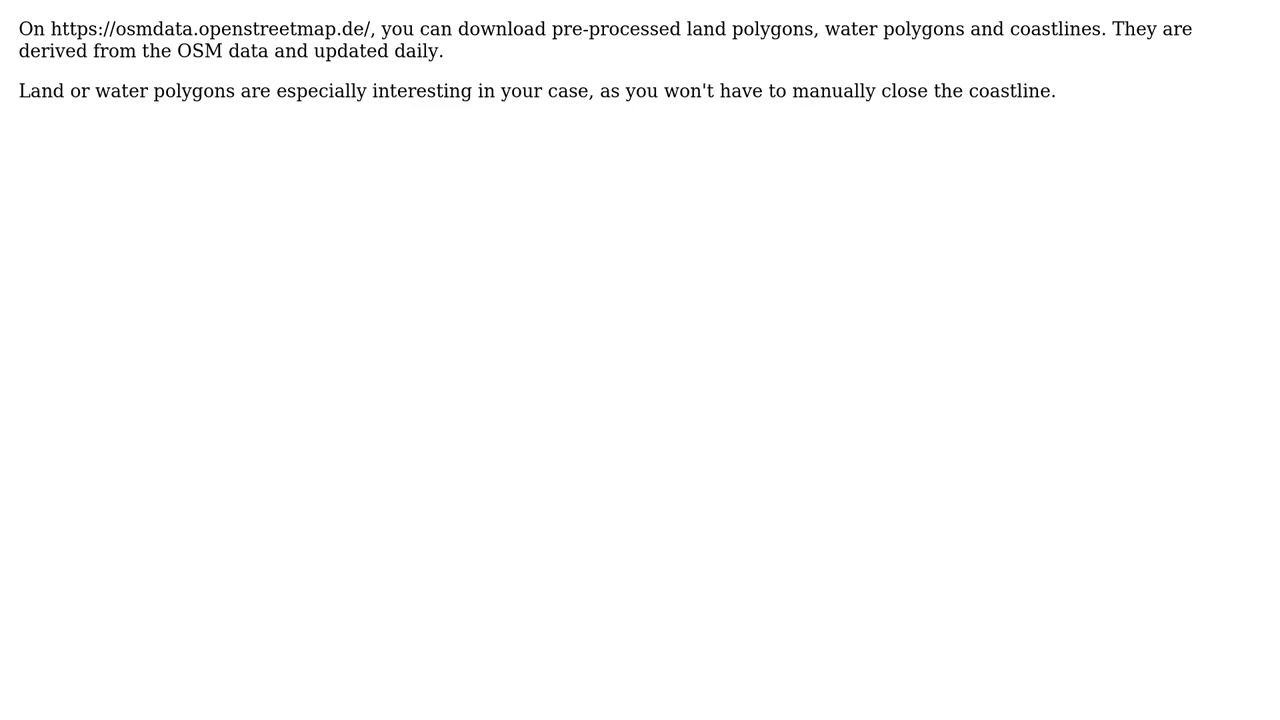 On https://osmdata.openstreetmap.de/, you can download pre-processed land polygons, water polygons and coastlines. They are
derived from the OSM data and updated daily.
Land or water polygons are especially interesting in your case, as you won't have to manually close the coastline.